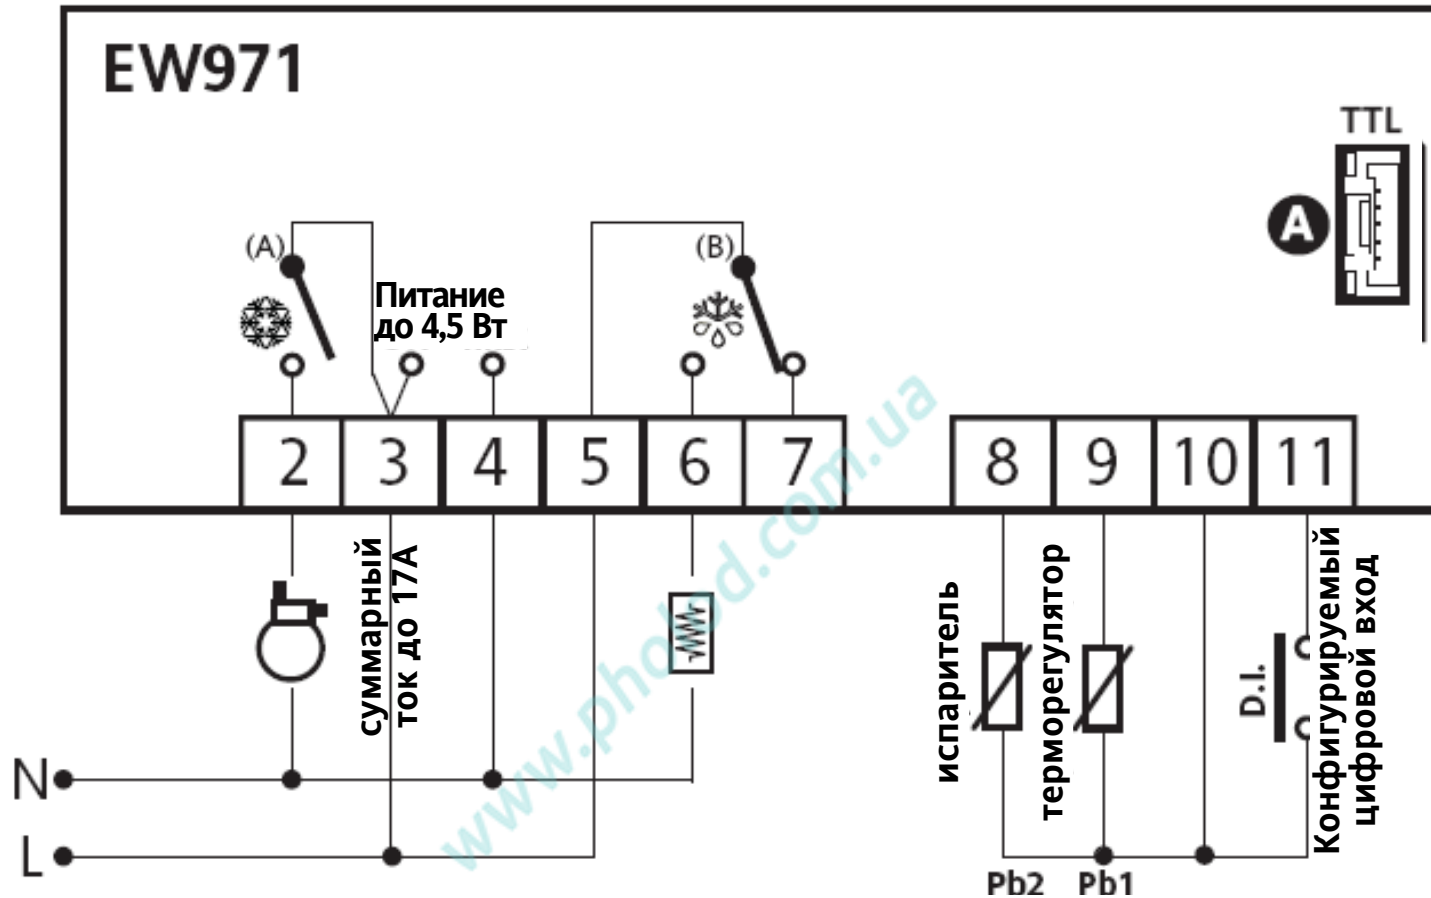 EW971
TTL
A
(A)
(B)
Питание
до 4,5 Вт
2 3 4 5 6 7 8 9 10 11
суммарный
ток до 17А
испаритель
терморегулятор
D.I.
Конфигурируемый
цифровой вход
N
L
Pb2 Pb1
www.pholod.com.ua